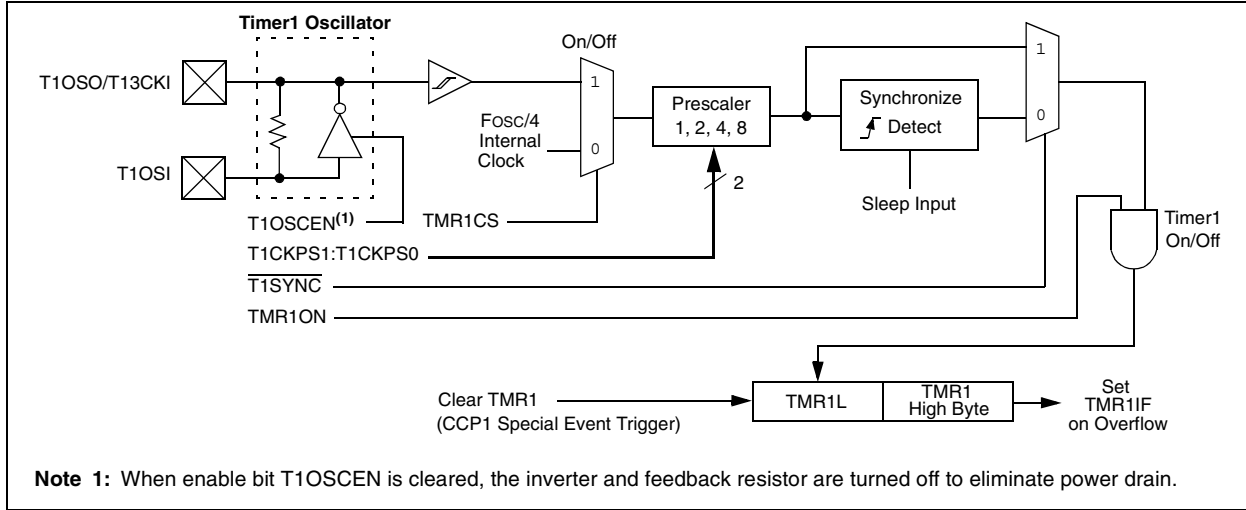 Timer1 Oscillator
On/Off
T1OSO/T13CKI
1
1
FOSC/4
Internal
Clock
Prescaler
1, 2, 4, 8
Synchronize
Detect
0
0
T1OSI
2
Sleep Input
T1OSCEN(1)
TMR1CS
Timer1
On/Off
T1CKPS1:T1CKPS0
T1SYNC
TMR1ON
Clear TMR1
(CCP1 Special Event Trigger)
TMR1L
TMR1
High Byte
Set
TMR1IF
on Overflow
Note 1: When enable bit T1OSCEN is cleared, the inverter and feedback resistor are turned off to eliminate power drain.